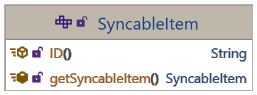 SyncableItem
ID() String
getSyncableItem() SyncableItem